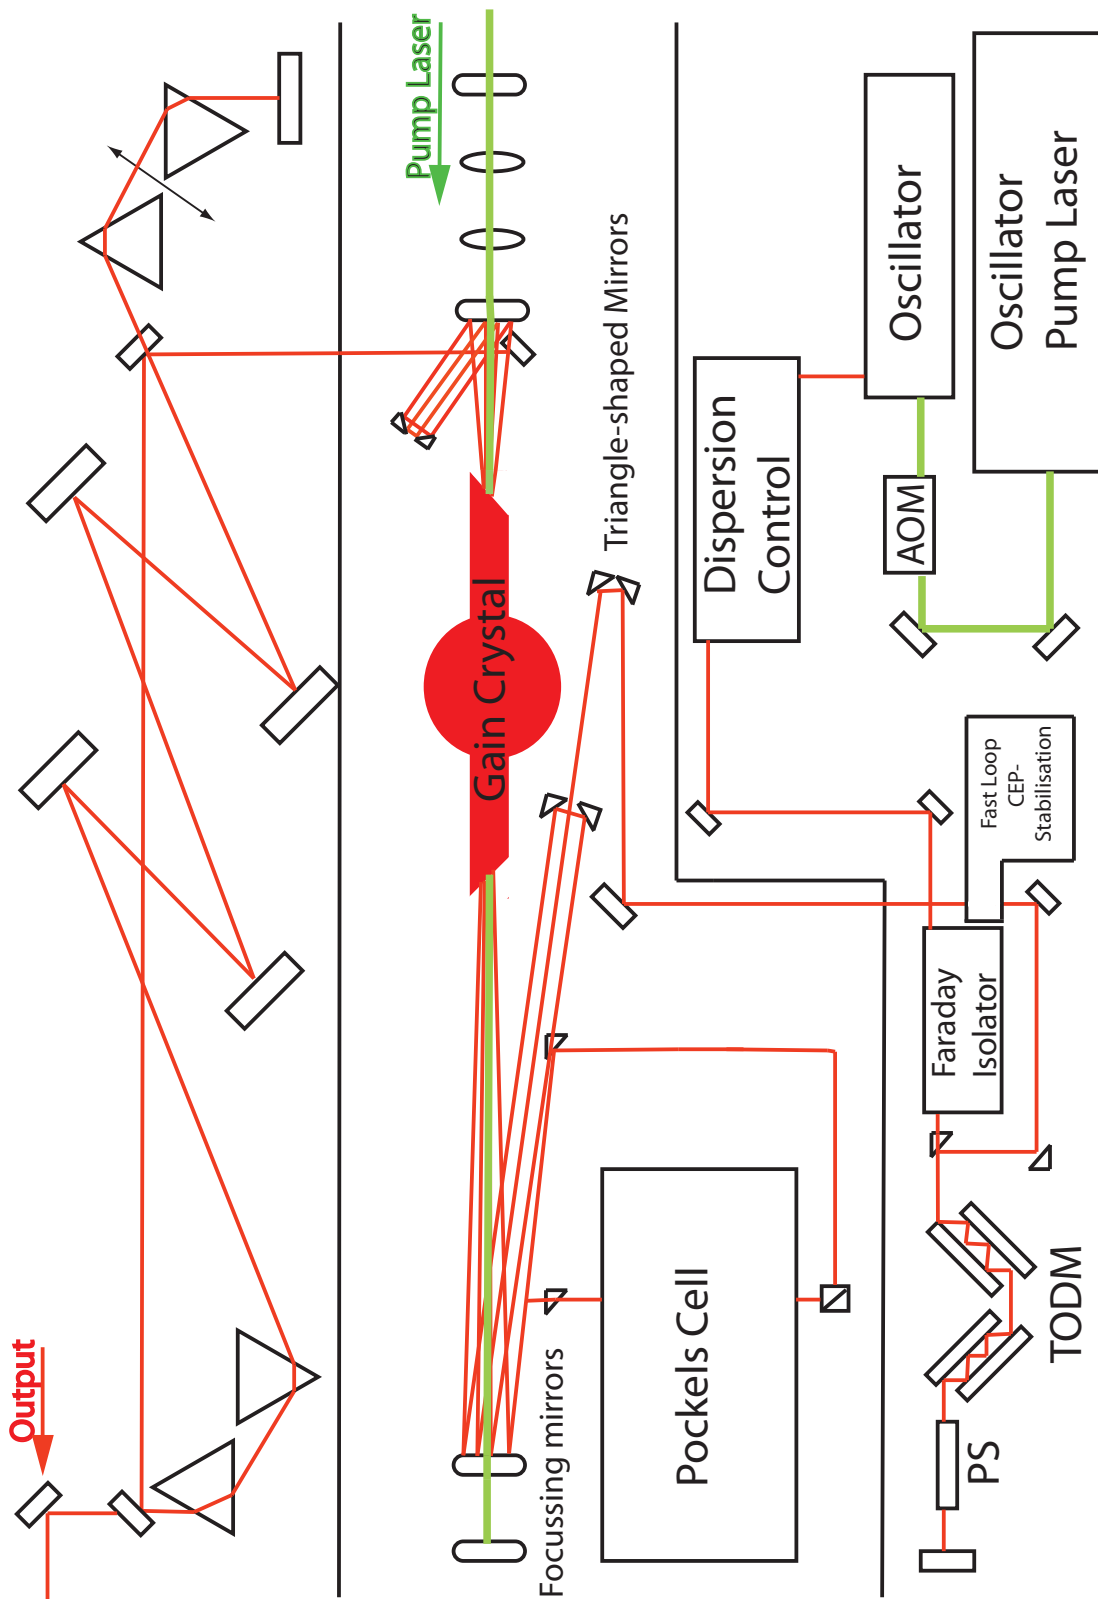 Output
Pump Laser
Gain Crystal
Triangle-shaped Mirrors
Focussing mirrors
Pockels Cell
Dispersion
Control
Oscillator
Oscillator
Pump Laser
AOM
Fast Loop
CEP-
Stabilisation
Faraday
Isolator
TODM
PS